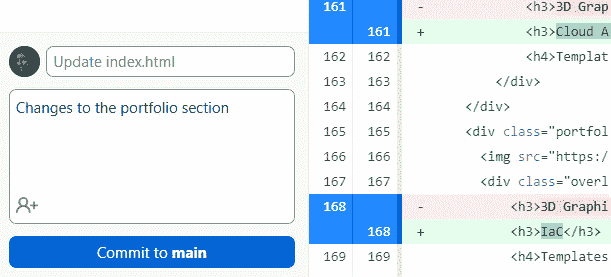 Update index.html
Changes to the portfolio section
Commit to main
161 - <h3>3D Grap
161 + <h3>Cloud A
162 162 <h4>Templat
163 163 </div>
164 164 </div>
165 165 <div class="portfol
166 166 <img src="https:/
167 167 <div class="overl
168 - <h3>3D Graphi
168 + <h3>IaC</h3>
169 169 <h4>Templates